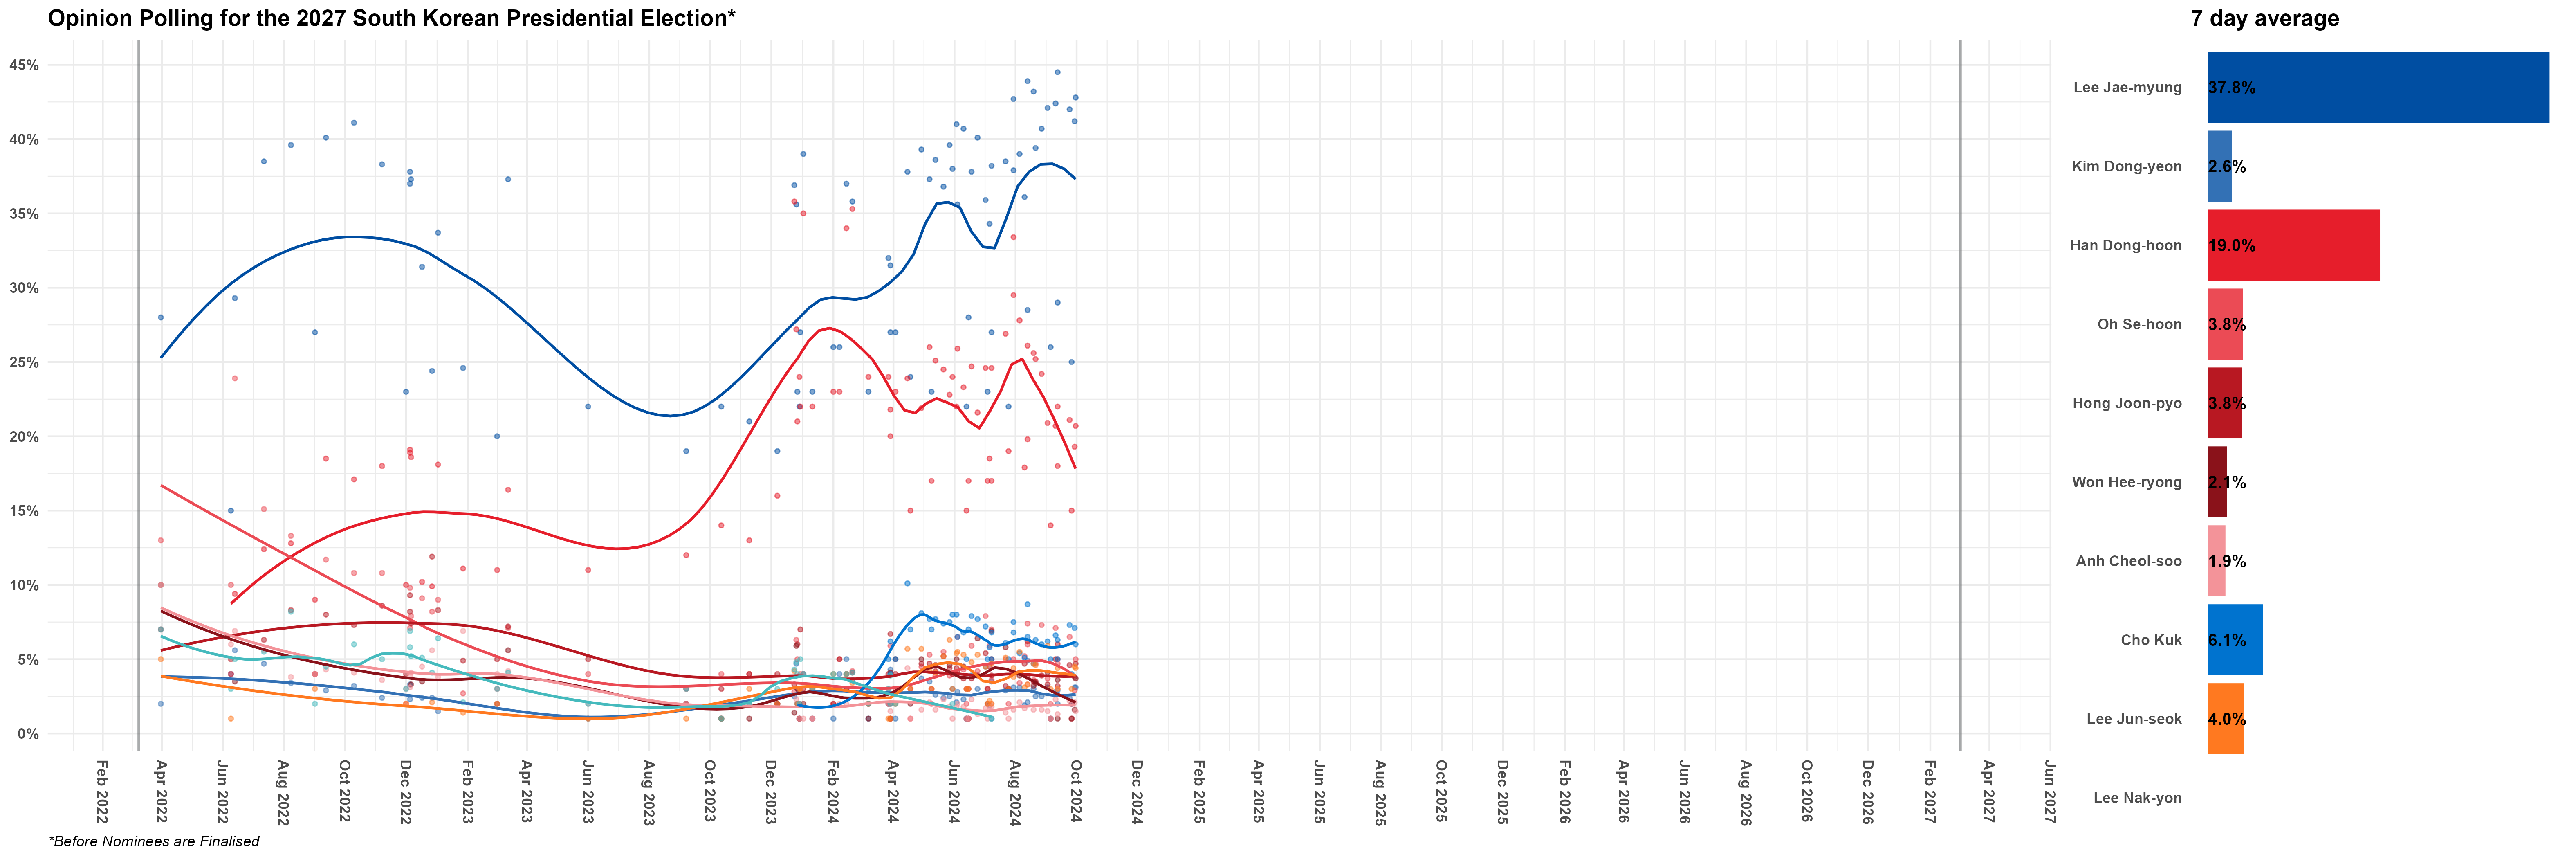 Opinion Polling for the 2027 South Korean Presidential Election*
7 day average
45%
40%
35%
30%
25%
20%
15%
10%
5%
0%
Feb 2022
Apr 2022
Jun 2022
Aug 2022
Oct 2022
Dec 2022
Feb 2023
Apr 2023
Jun 2023
Aug 2023
Oct 2023
Dec 2023
Feb 2024
Apr 2024
Jun 2024
Aug 2024
Oct 2024
Dec 2024
Feb 2025
Apr 2025
Jun 2025
Aug 2025
Oct 2025
Dec 2025
Feb 2026
Apr 2026
Jun 2026
Aug 2026
Oct 2026
Dec 2026
Feb 2027
Apr 2027
Jun 2027
*Before Nominees are Finalised
Lee Jae-myung 37.8%
Kim Dong-yeon 2.6%
Han Dong-hoon 19.0%
Oh Se-hoon 3.8%
Hong Joon-pyo 3.8%
Won Hee-ryong 2.1%
Anh Cheol-soo 1.9%
Cho Kuk 6.1%
Lee Jun-seok 4.0%
Lee Nak-yon